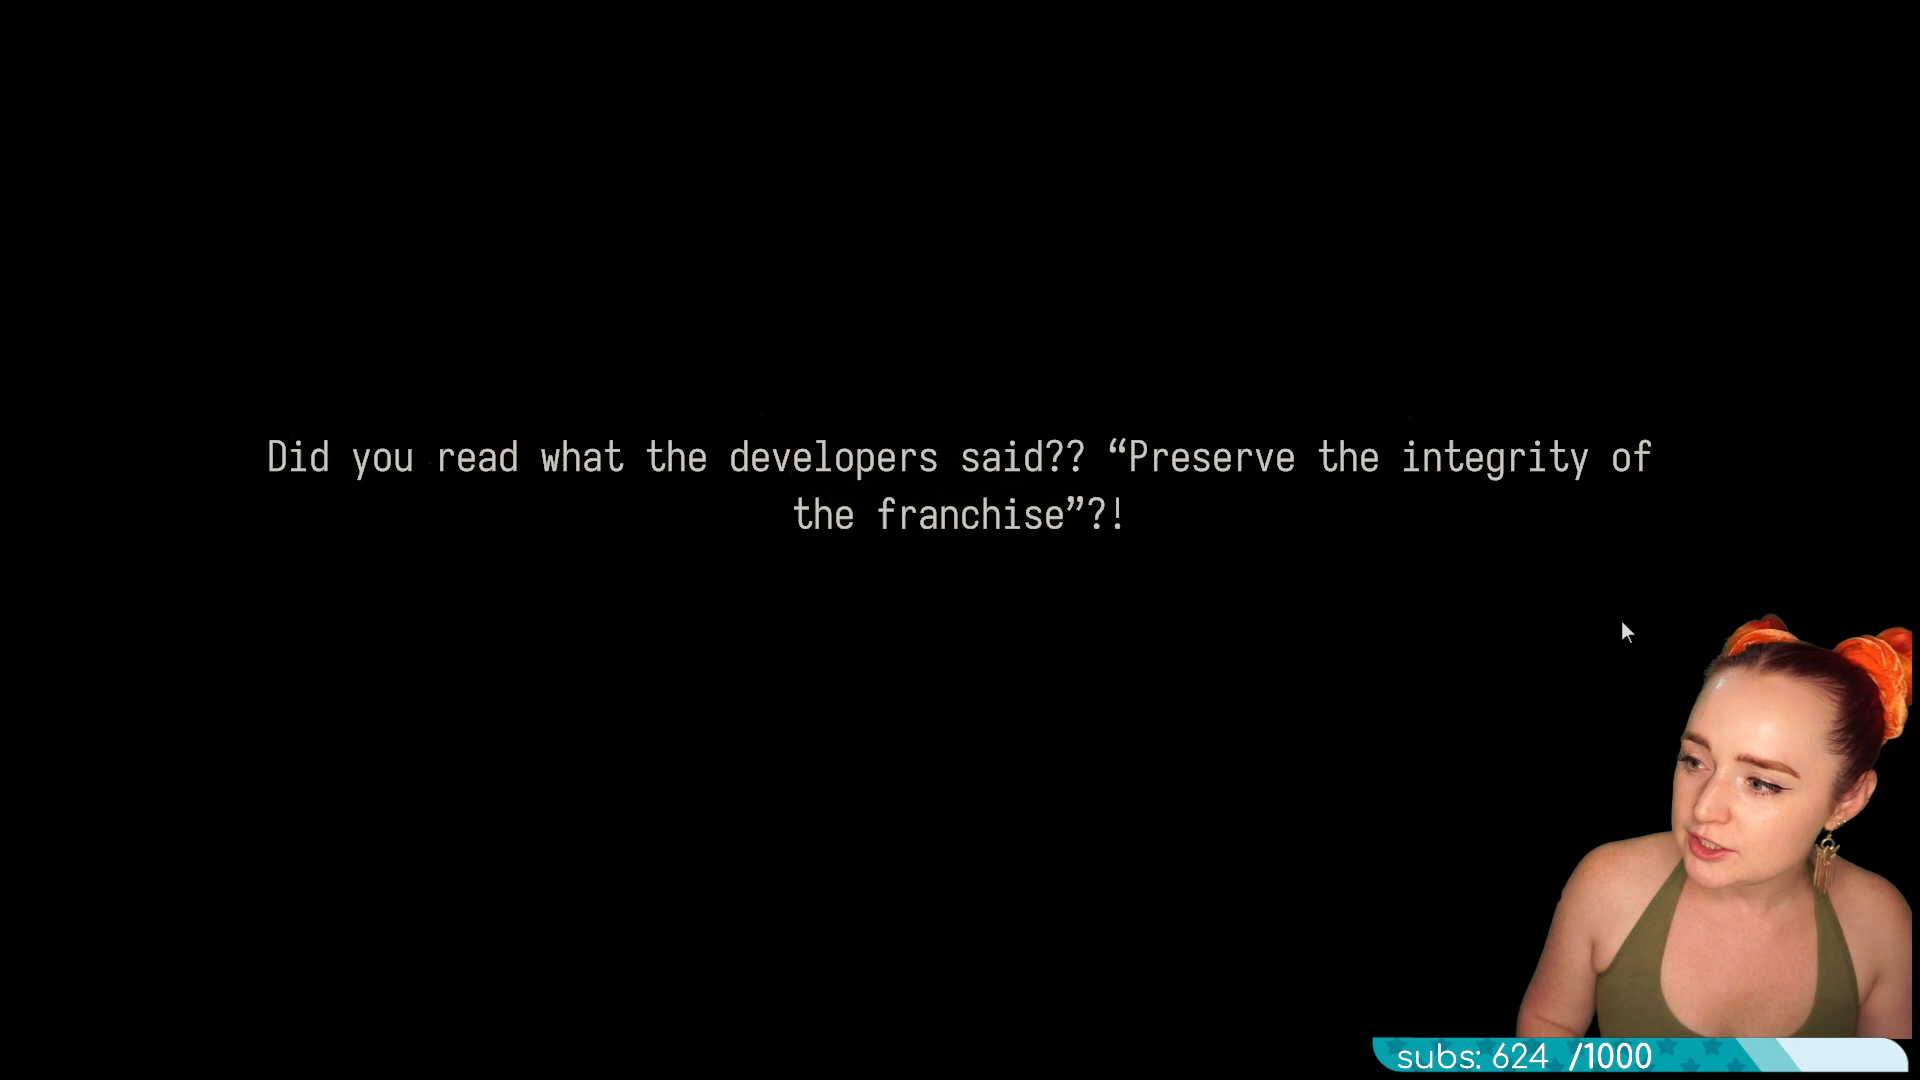 Did you read what the developers said?? “Preserve the integrity of
the franchise”?!
subs: 624 /1000